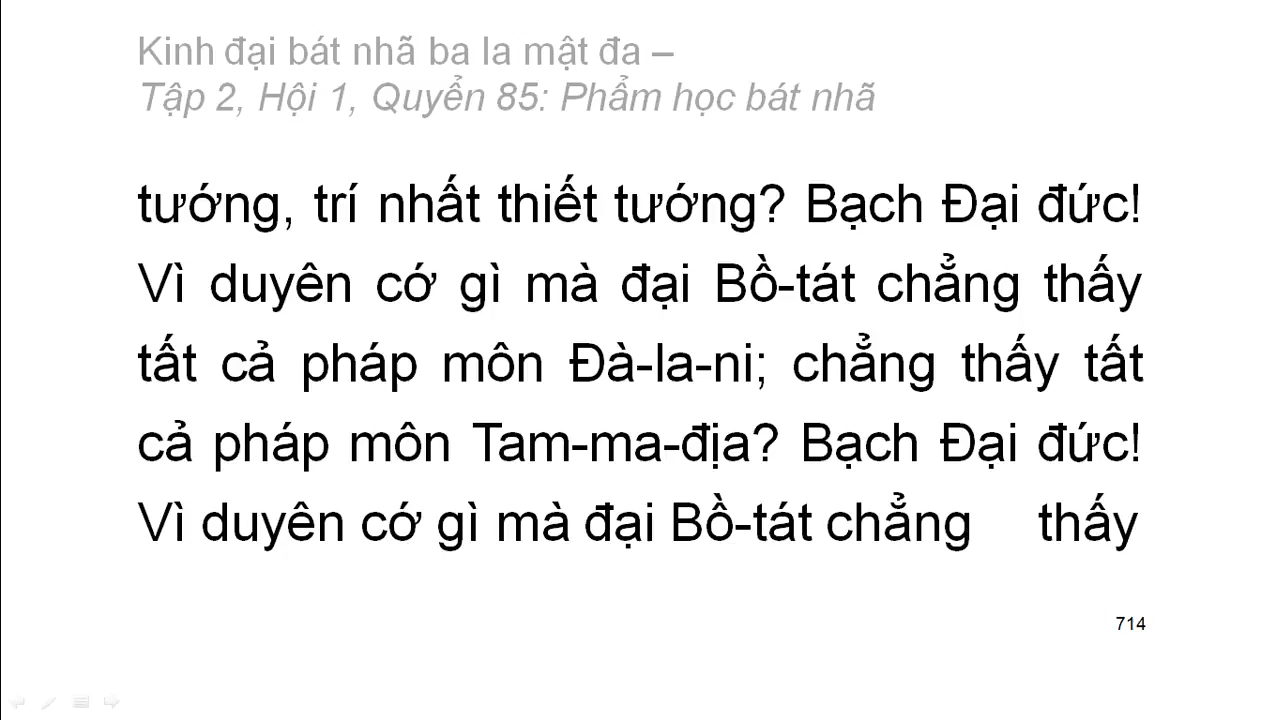 Kinh đại bát nhã ba la mật đa –
Tập 2, Hội 1, Quyển 85: Phẩm học bát nhã
tướng, trí nhất thiết tướng? Bạch Đại đức!
Vì duyên cớ gì mà đại Bồ-tát chẳng thấy
tất cả pháp môn Đà-la-ni; chẳng thấy tất
cả pháp môn Tam-ma-địa? Bạch Đại đức!
Vì duyên cớ gì mà đại Bồ-tát chẳng thấy
714